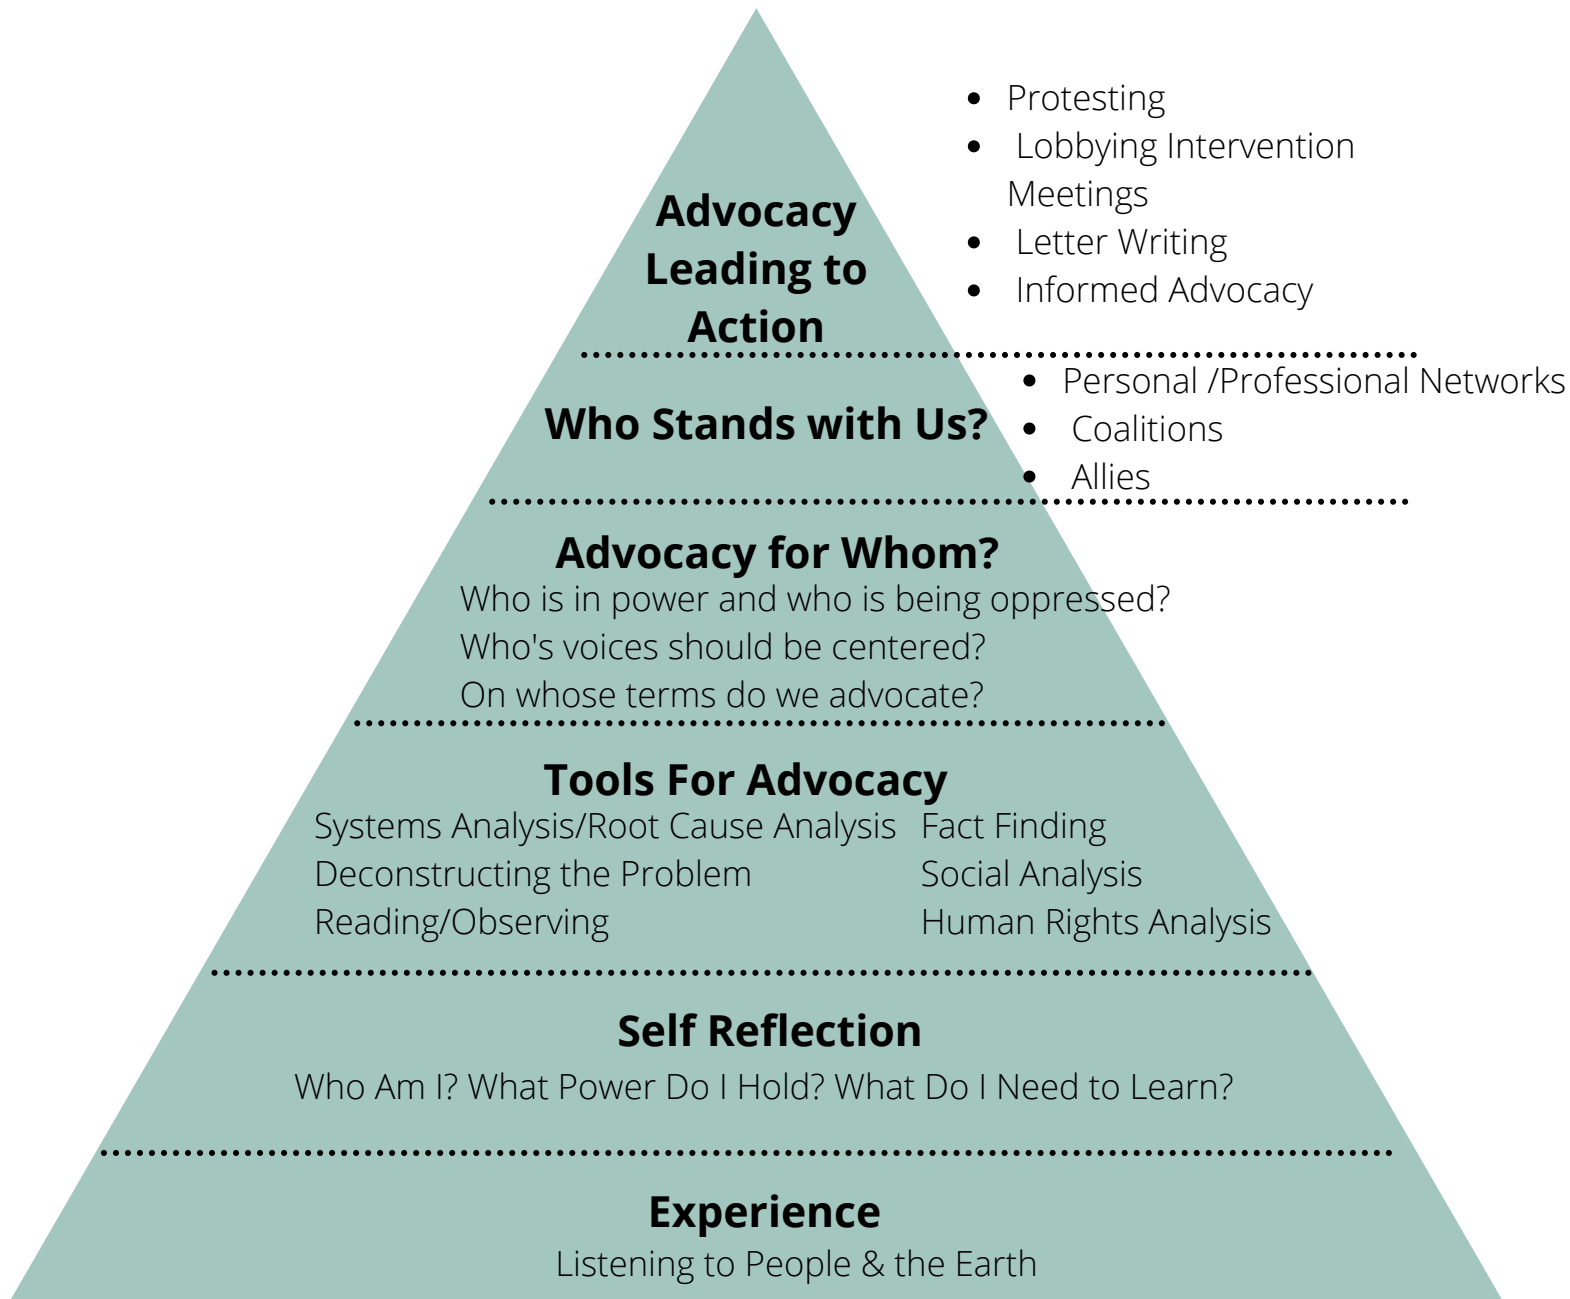 Advocacy
Leading to
Action
• Protesting
• Lobbying Intervention
Meetings
• Letter Writing
• Informed Advocacy
Who Stands with Us?
• Personal /Professional Networks
• Coalitions
• Allies
Advocacy for Whom?
Who is in power and who is being oppressed?
Who's voices should be centered?
On whose terms do we advocate?
Tools For Advocacy
Systems Analysis/Root Cause Analysis
Deconstructing the Problem
Reading/Observing
Fact Finding
Social Analysis
Human Rights Analysis
Self Reflection
Who Am I? What Power Do I Hold? What Do I Need to Learn?
Experience
Listening to People & the Earth